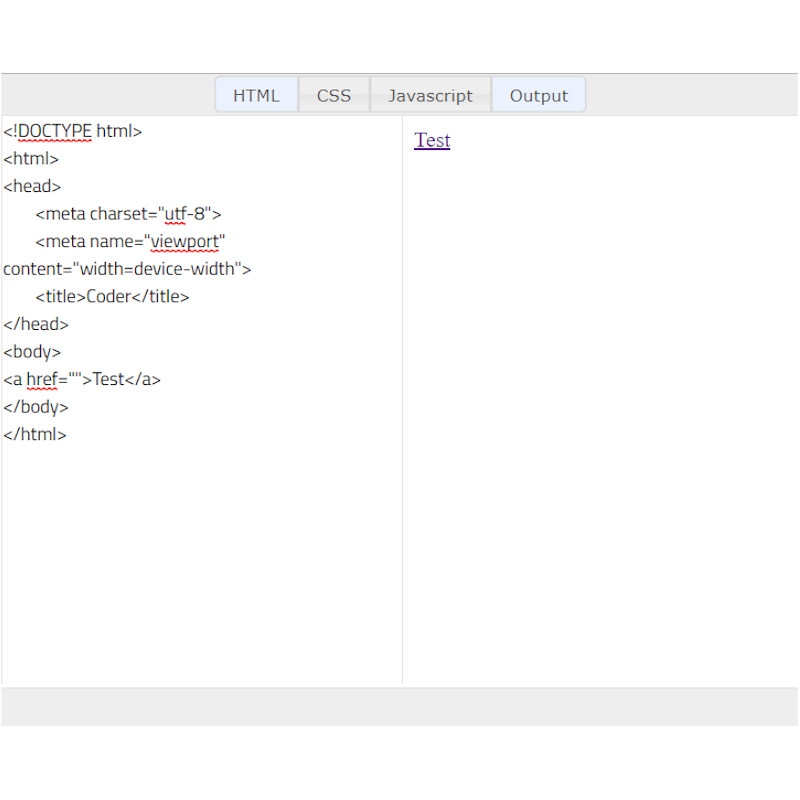 HTML CSS Javascript Output
<!DOCTYPE html>
<html>
<head>
<meta charset="utf-8">
<meta name="viewport"
content="width=device-width">
<title>Coder</title>
</head>
<body>
<a href="">Test</a>
</body>
</html>
Test